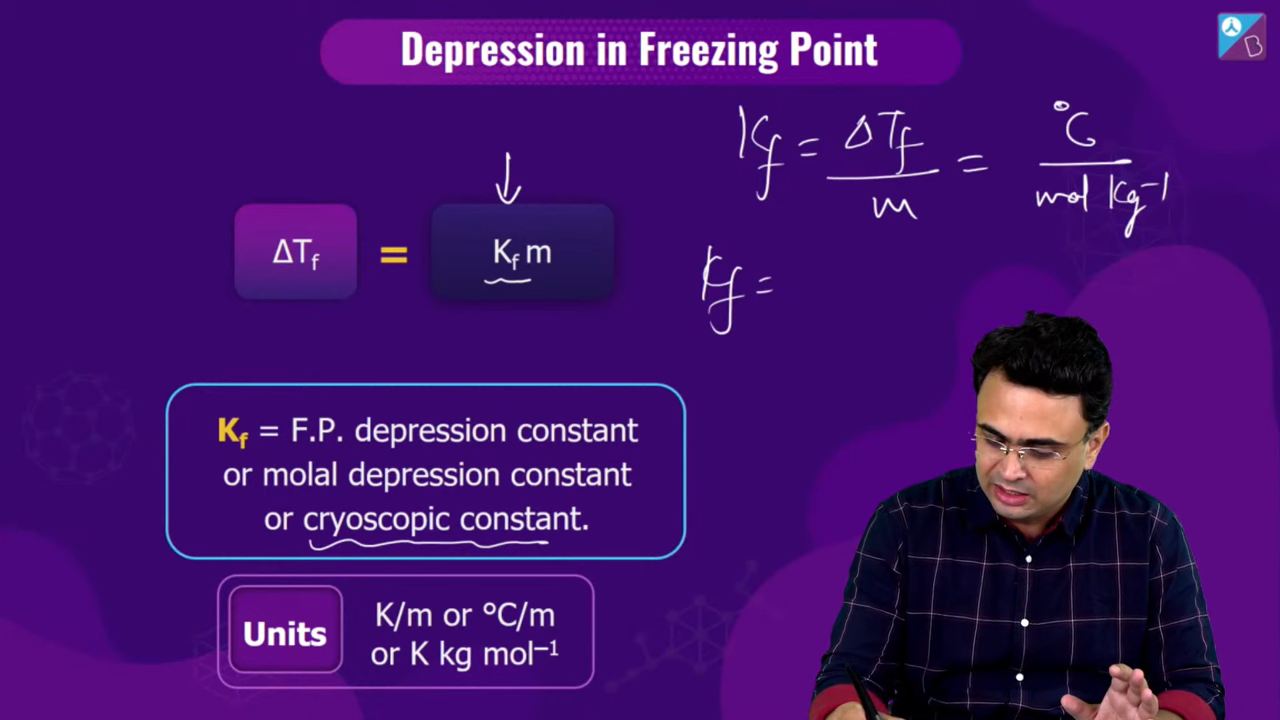 Depression in Freezing Point
Kf = ΔTf / m = °C / mol Kg⁻¹
ΔTf = Kf m
Kf =
Kf = F.P. depression constant
or molal depression constant
or cryoscopic constant.
Units
K/m or °C/m
or K kg mol⁻¹
B